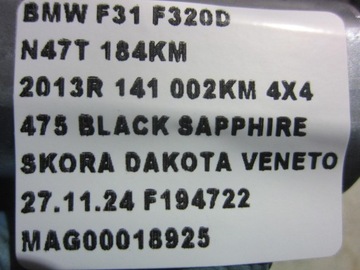 BMW F31 F320D
N47T 184KM
2013R 141 002KM 4X4
475 BLACK SAPPHIRE
SKORA DAKOTA VENETO
27.11.24 F194722
MAG00018925